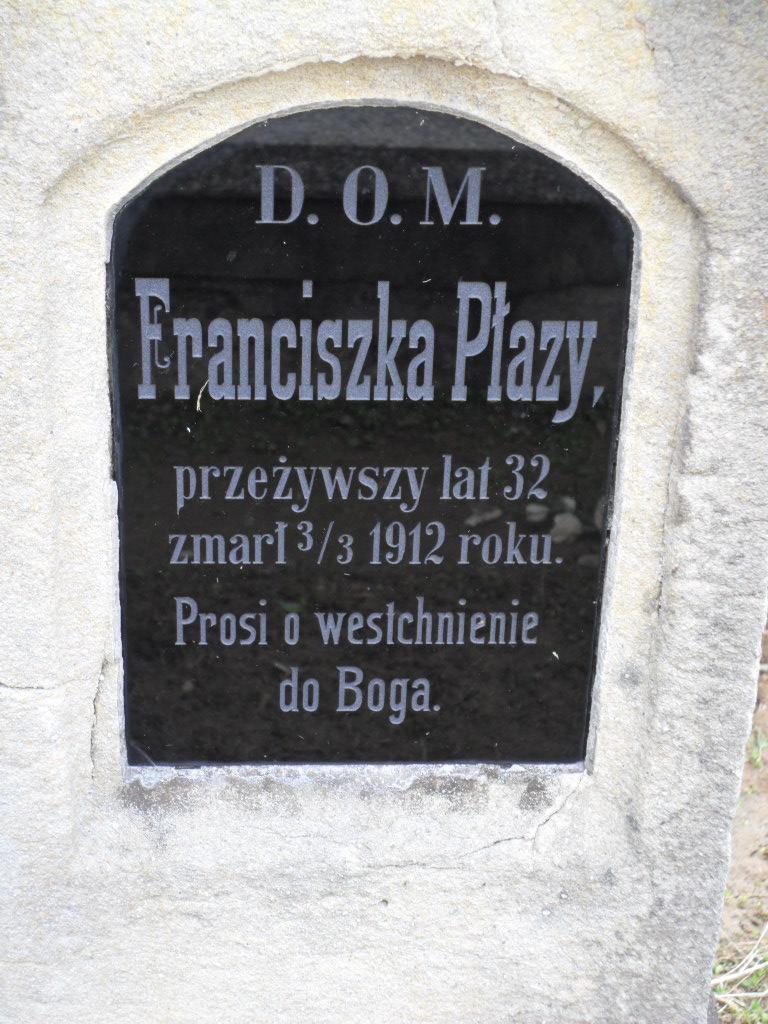 D. O. M.
Franciszka Płazy,
przeżywszy lat 32
zmarł 3/3 1912 roku.
Prosi o westchnienie
do Boga.